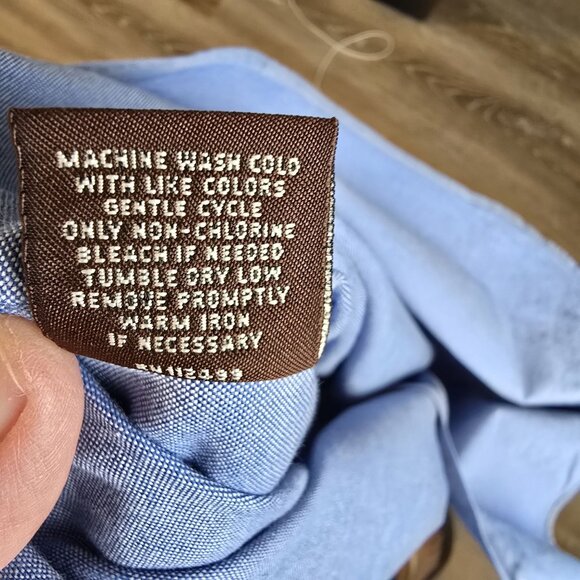 MACHINE WASH COLD
WITH LIKE COLORS
GENTLE CYCLE
ONLY NON-CHLORINE
BLEACH IF NEEDED
TUMBLE DRY LOW
REMOVE PROMPTLY
WARM IRON
IF NECESSARY